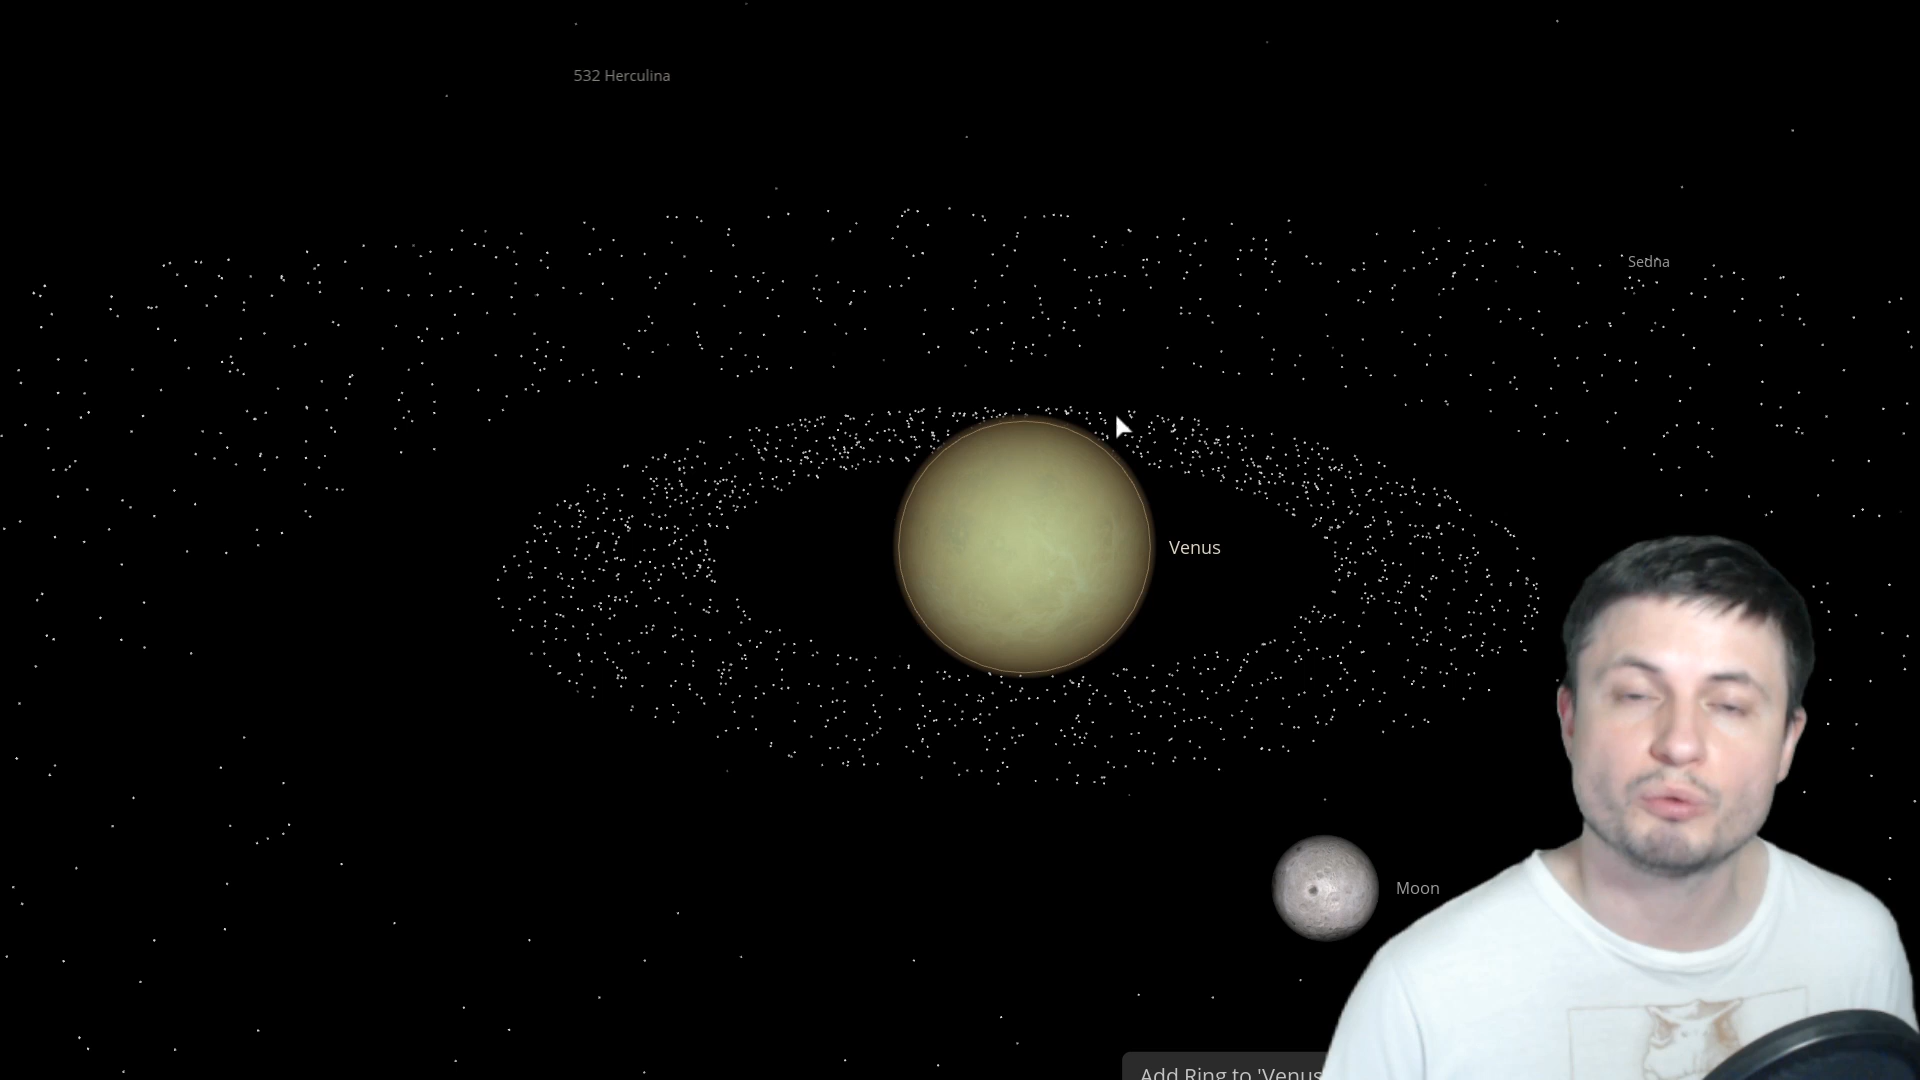 532 Herculina
Sedna
Venus
Moon
Add Ring to 'Venus